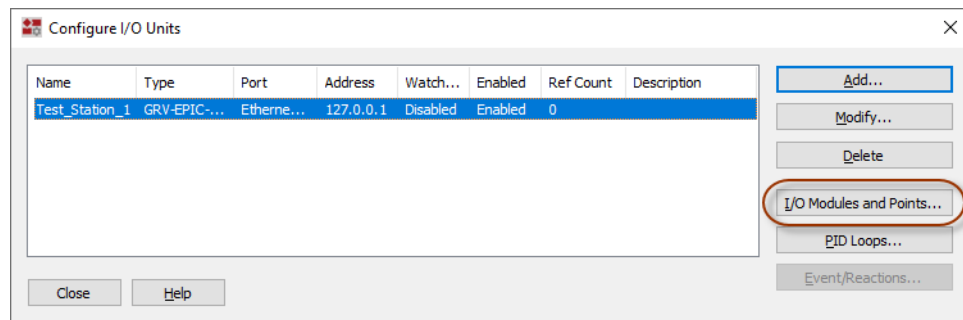 Configure I/O Units
Name Type Port Address Watch... Enabled Ref Count Description
Test_Station_1 GRV-EPIC-... Etherne... 127.0.0.1 Disabled Enabled 0
Add...
Modify...
Delete
I/O Modules and Points...
PID Loops...
Event/Reactions...
Close Help